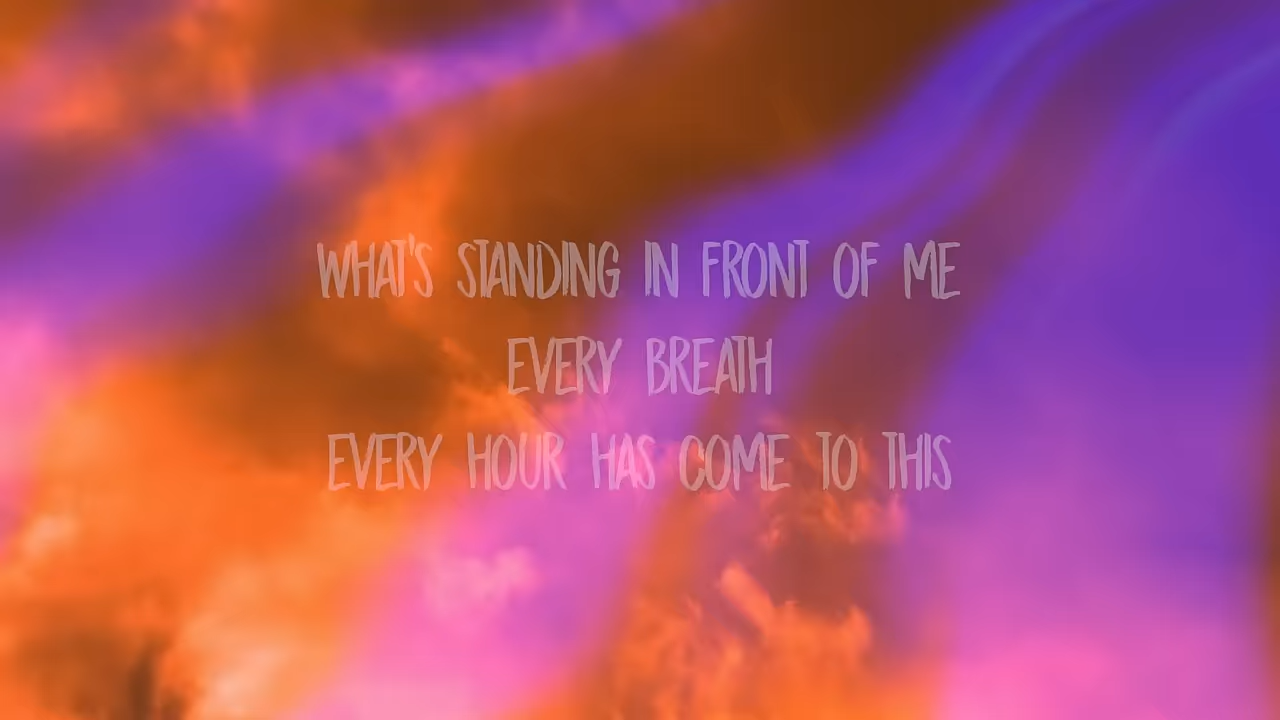 WHAT'S STANDING IN FRONT OF ME
EVERY BREATH
EVERY HOUR HAS COME TO THIS